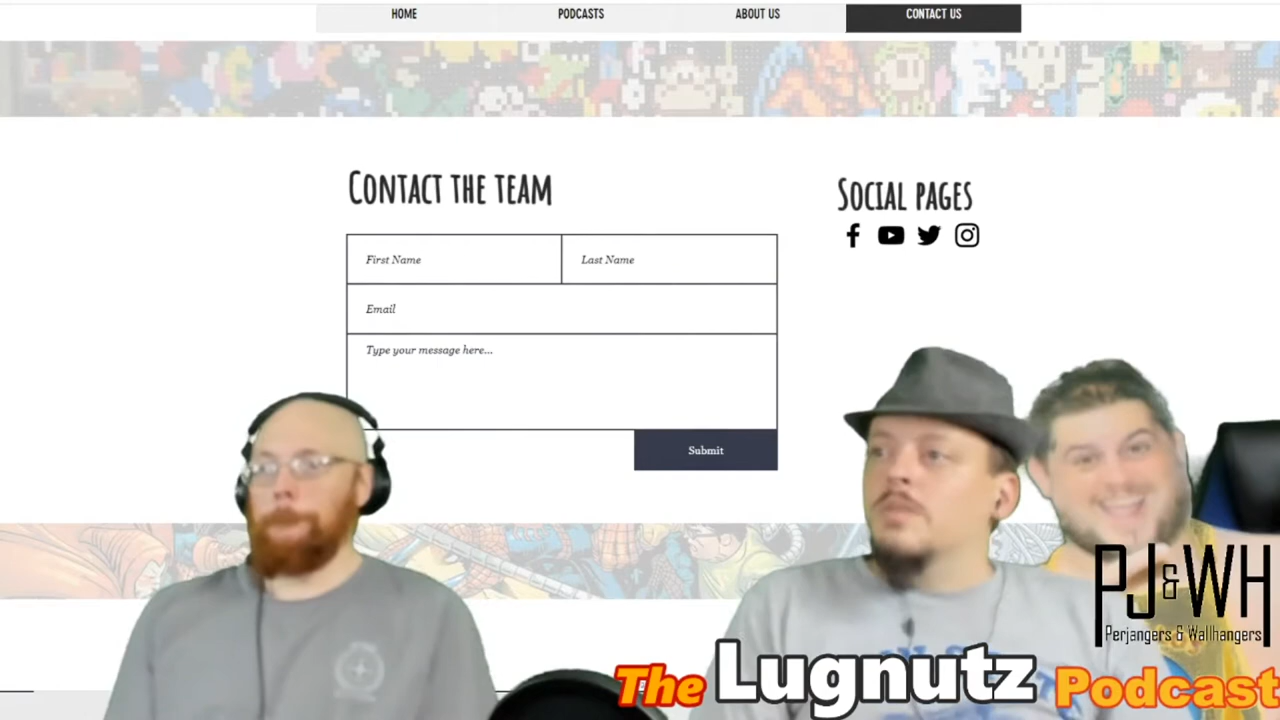 HOME PODCASTS ABOUT US CONTACT US
CONTACT THE TEAM
SOCIAL PAGES
First Name Last Name
Email
Type your message here...
Submit
PJ&WH
Perjangers & Wallhangers
The Lugnutz Podcast